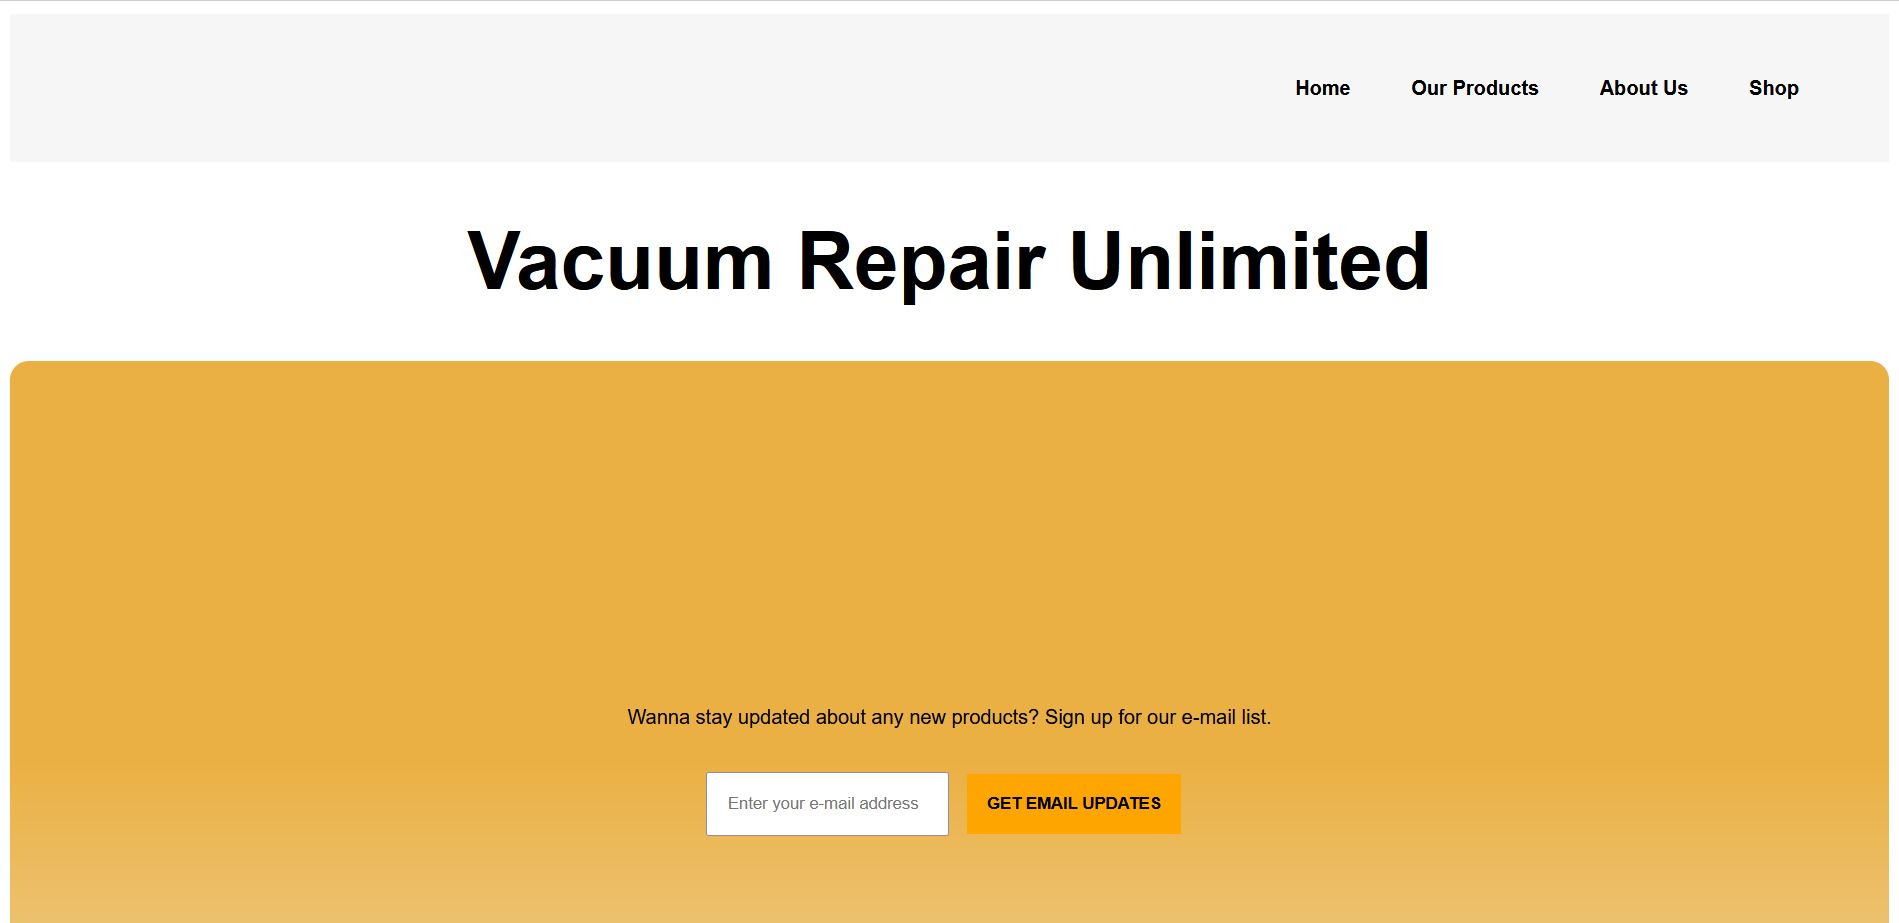 Home Our Products About Us Shop
Vacuum Repair Unlimited
Wanna stay updated about any new products? Sign up for our e-mail list.
Enter your e-mail address GET EMAIL UPDATES